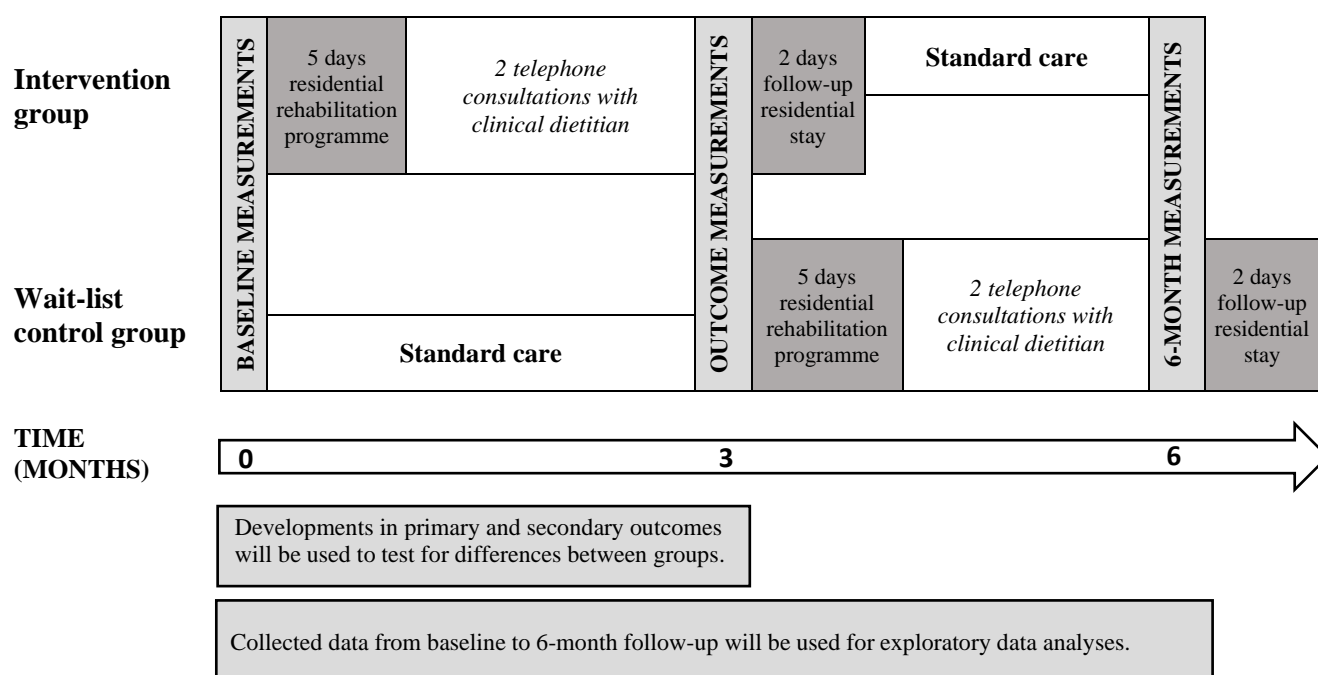 Intervention
group
BASELINE MEASUREMENTS
5 days
residential
rehabilitation
programme
2 telephone
consultations with
clinical dietitian
OUTCOME MEASUREMENTS
2 days
follow-up
residential
stay
Standard care
6-MONTH MEASUREMENTS
Wait-list
control group
Standard care
5 days
residential
rehabilitation
programme
2 telephone
consultations with
clinical dietitian
2 days
follow-up
residential
stay
TIME
(MONTHS)
0
3
6
Developments in primary and secondary outcomes
will be used to test for differences between groups.
Collected data from baseline to 6-month follow-up will be used for exploratory data analyses.